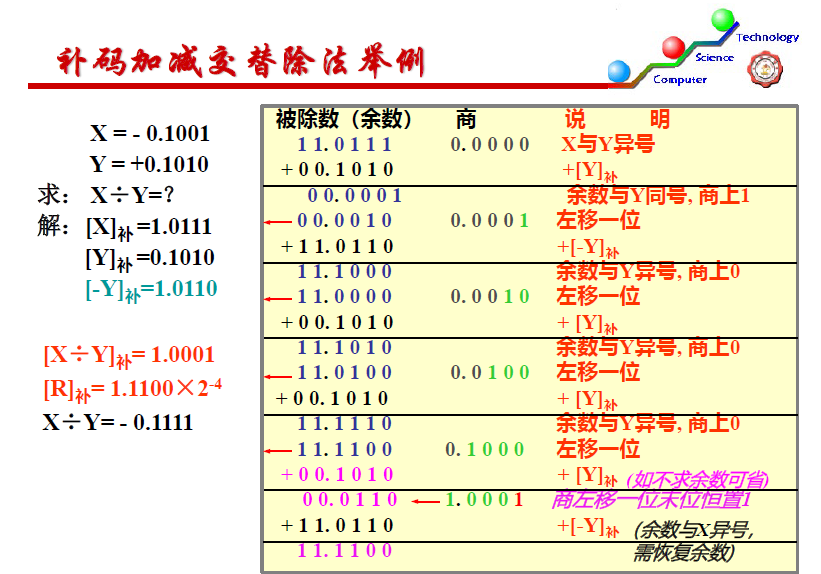 补码加减交替除法举例
Technology
Science
Computer
X = - 0.1001
Y = +0.1010
求： X÷Y=?
解：[X]补=1.0111
[Y]补=0.1010
[-Y]补=1.0110
[X÷Y]补= 1.0001
[R]补= 1.1100×2-4
X÷Y= - 0.1111
被除数（余数） 商 说 明
1 1. 0 1 1 1 0. 0 0 0 0 X与Y异号
+ 0 0. 1 0 1 0 +[Y]补
0 0. 0 0 0 1 余数与Y同号, 商上1
0 0. 0 0 1 0 0. 0 0 0 1 左移一位
+ 1 1. 0 1 1 0 +[-Y]补
1 1. 1 0 0 0 余数与Y异号, 商上0
1 1. 0 0 0 0 0. 0 0 1 0 左移一位
+ 0 0. 1 0 1 0 + [Y]补
1 1. 1 0 1 0 余数与Y异号, 商上0
1 1. 0 1 0 0 0. 0 1 0 0 左移一位
+ 0 0. 1 0 1 0 + [Y]补
1 1. 1 1 1 0 余数与Y异号, 商上0
1 1. 1 1 0 0 0. 1 0 0 0 左移一位
+ 0 0. 1 0 1 0 + [Y]补 (如不求余数可省)
0 0. 0 1 1 0 1. 0 0 0 1 商左移一位末位恒置1
+ 1 1. 0 1 1 0 +[-Y]补 (余数与X异号,
1 1. 1 1 0 0 需恢复余数)